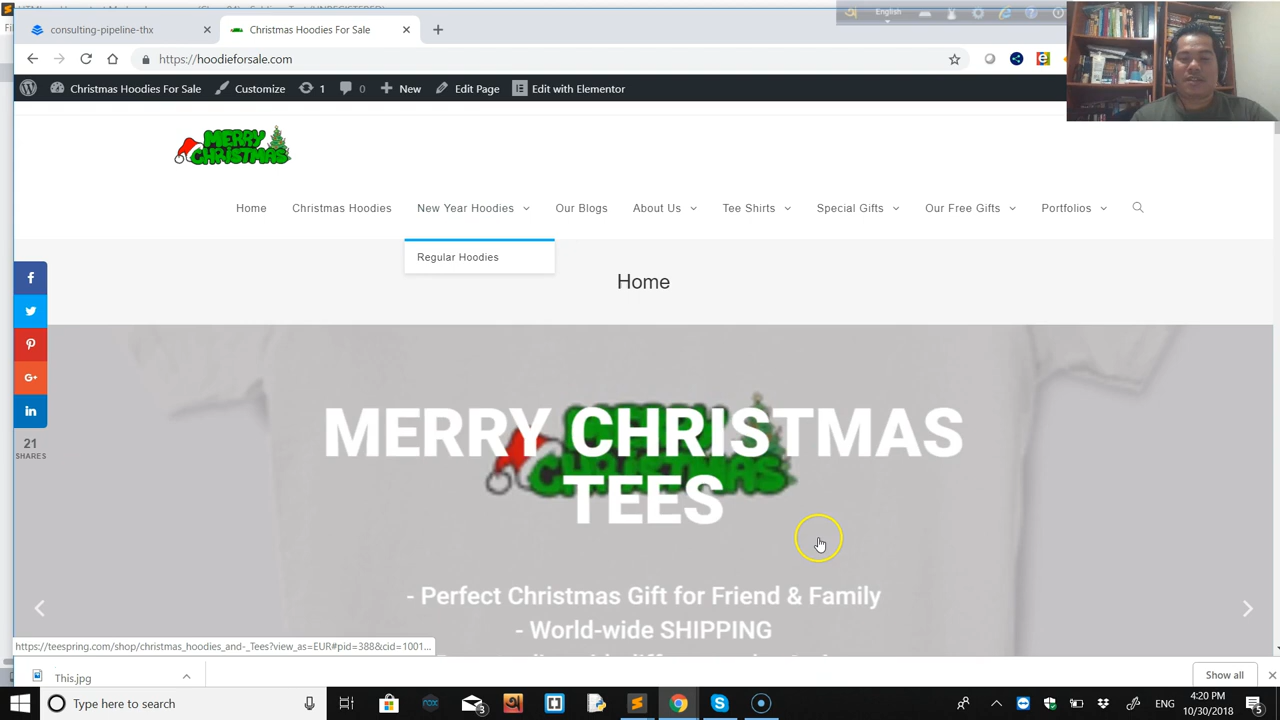 English
consulting-pipeline-thx
Christmas Hoodies For Sale
https://hoodieforsale.com
Christmas Hoodies For Sale Customize 1 0 New Edit Page Edit with Elementor
MERRY
CHRISTMAS
Home Christmas Hoodies New Year Hoodies Our Blogs About Us Tee Shirts Special Gifts Our Free Gifts Portfolios
Regular Hoodies
Home
21
SHARES
MERRY CHRISTMAS
TEES
CHRISTMAS
- Perfect Christmas Gift for Friend & Family
- World-wide SHIPPING
https://teespring.com/shop/christmas_hoodies_and-_Tees?view_as=EUR#pid=388&cid=1001...
This.jpg
Show all
Type here to search
3
ENG
4:20 PM
10/30/2018
5